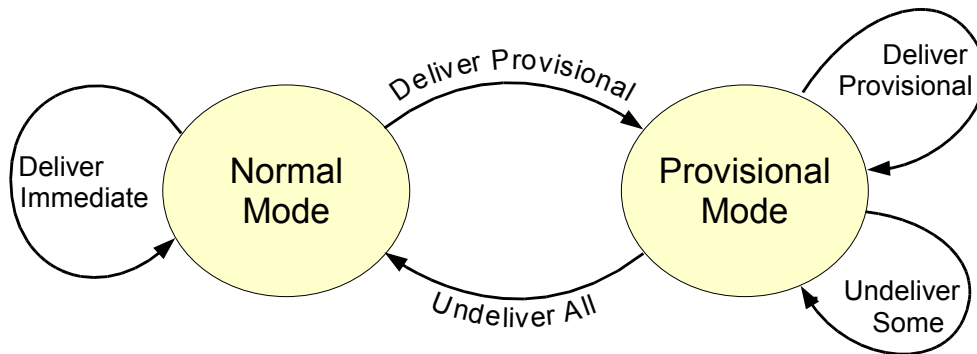 Deliver
Immediate
Normal
Mode
Deliver Provisional
Undeliver All
Provisional
Mode
Deliver
Provisional
Undeliver
Some